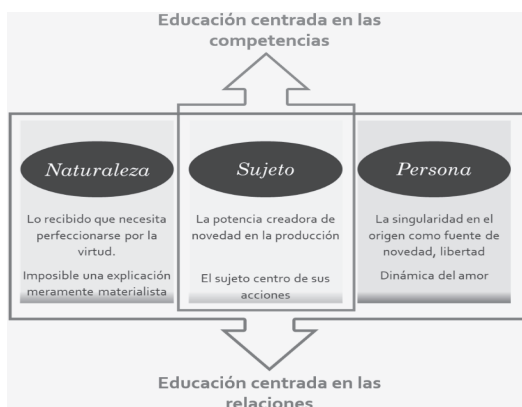 Educación centrada en las
competencias
Naturaleza
Sujeto
Persona
Lo recibido que necesita
perfeccionarse por la
virtud.
Imposible una explicación
meramente materialista
La potencia creadora de
novedad en la producción
El sujeto centro de sus
acciones
La singularidad en el
origen como fuente de
novedad, libertad
Dinámica del amor
Educación centrada en las
relaciones